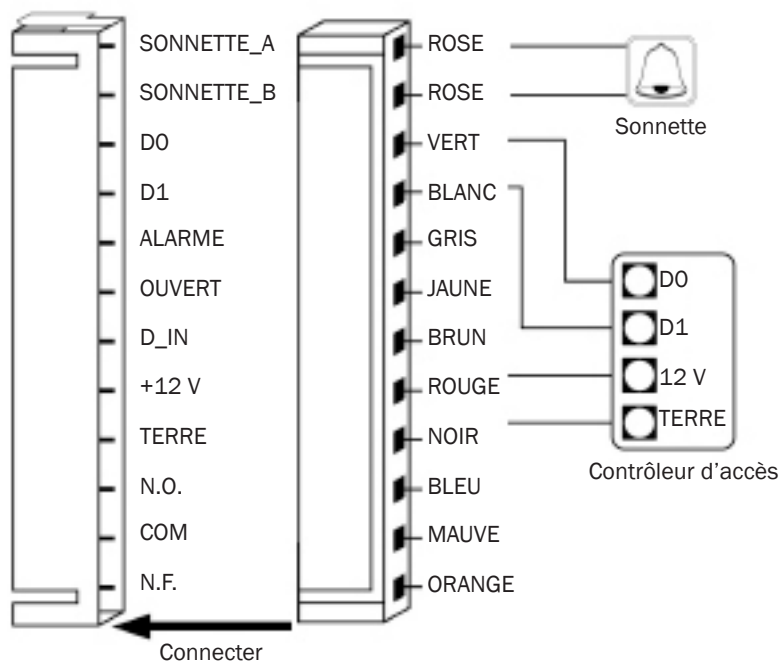 SONNETTE_A
SONNETTE_B
D0
D1
ALARME
OUVERT
D_IN
+12 V
TERRE
N.O.
COM
N.F.
ROSE
ROSE
VERT
BLANC
GRIS
JAUNE
BRUN
ROUGE
NOIR
BLEU
MAUVE
ORANGE
Sonnette
D0
D1
12 V
TERRE
Contrôleur d'accès
Connecter